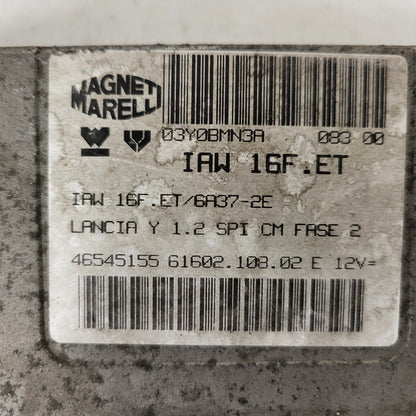 MAGNETI
MARELLI
03Y0BMN3A 083 00
IAW 16F.ET
IAW 16F.ET/6A37-2E
LANCIA Y 1.2 SPI CM FASE 2
46545155 61602.108.02 E 12V=